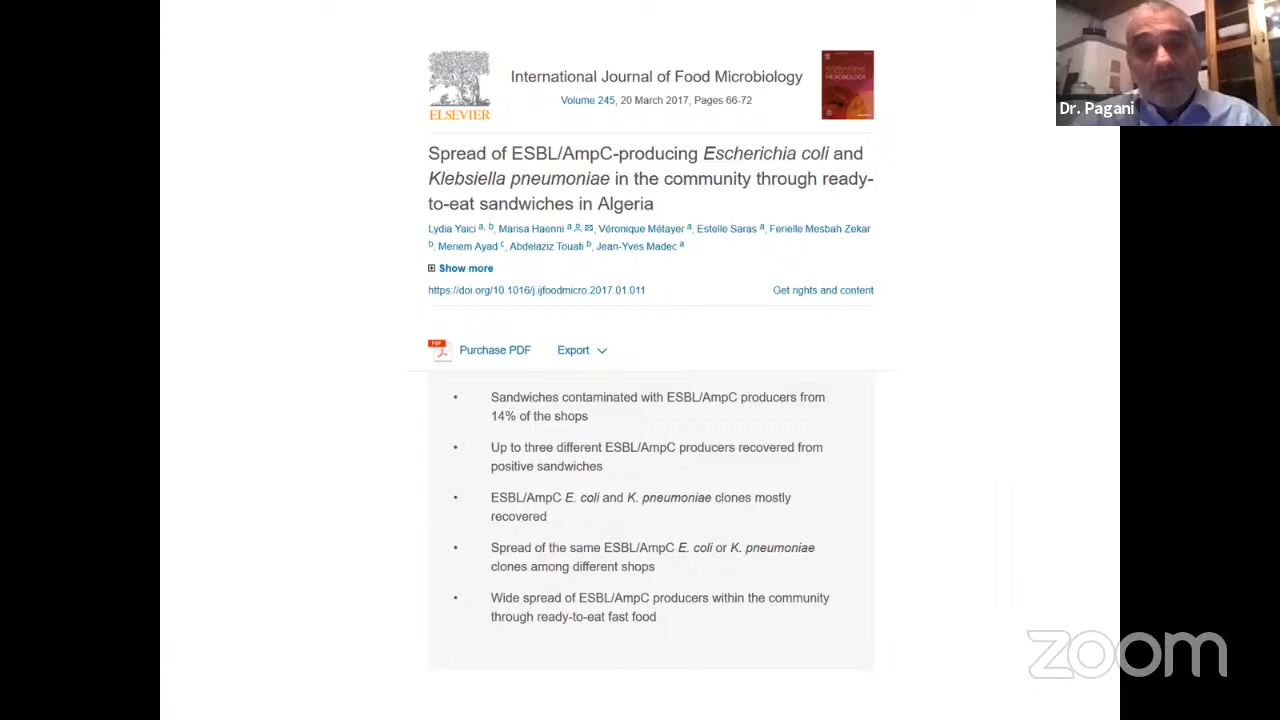 International Journal of Food Microbiology
Volume 245, 20 March 2017, Pages 66-72
ELSEVIER
INTERNATIONAL JOURNAL OF FOOD MICROBIOLOGY
Dr. Pagani
Spread of ESBL/AmpC-producing Escherichia coli and
Klebsiella pneumoniae in the community through ready-
to-eat sandwiches in Algeria
Lydia Yaici a, b, Marisa Haenni a, Véronique Métayer a, Estelle Saras a, Ferielle Mesbah Zekar
b, Meriem Ayad c, Abdelaziz Touati b, Jean-Yves Madec a
Show more
https://doi.org/10.1016/j.ijfoodmicro.2017.01.011
Get rights and content
PDF
Purchase PDF
Export
• Sandwiches contaminated with ESBL/AmpC producers from
14% of the shops
• Up to three different ESBL/AmpC producers recovered from
positive sandwiches
• ESBL/AmpC E. coli and K. pneumoniae clones mostly
recovered
• Spread of the same ESBL/AmpC E. coli or K. pneumoniae
clones among different shops
• Wide spread of ESBL/AmpC producers within the community
through ready-to-eat fast food
zoom